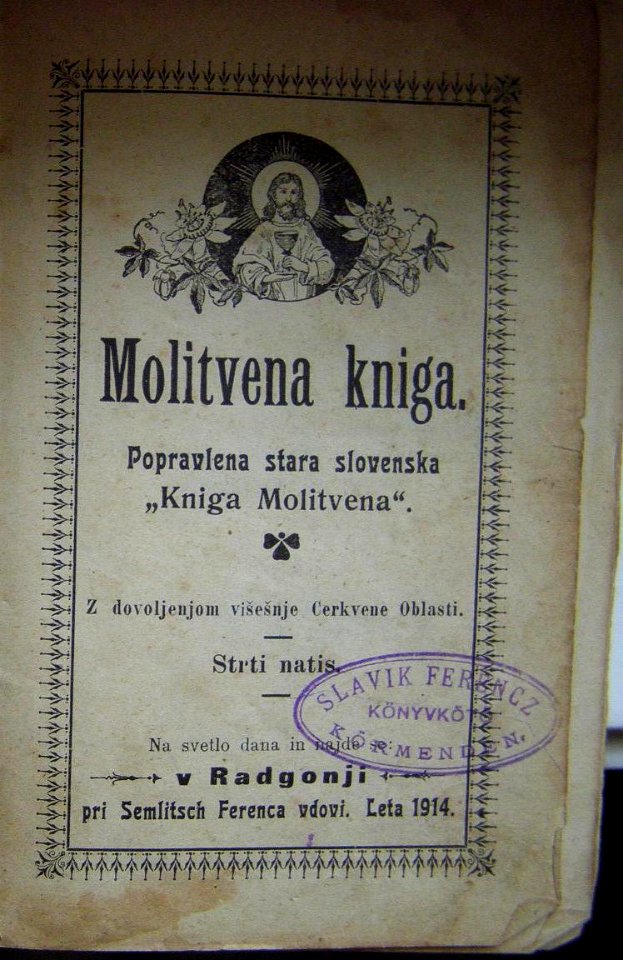 Molitvena kniga.
Popravlena stara slovenska
„Kniga Molitvena“.
Z dovoljenjom višešnje Cerkvene Oblasti.
Strti natis.
Na svetlo dana in najde se:
v Radgonji
pri Semlitsch Ferenca vdovi. Leta 1914.
SLAVIK FERENCZ
KÖNYVKÖTŐ
KÖRMENDEN.